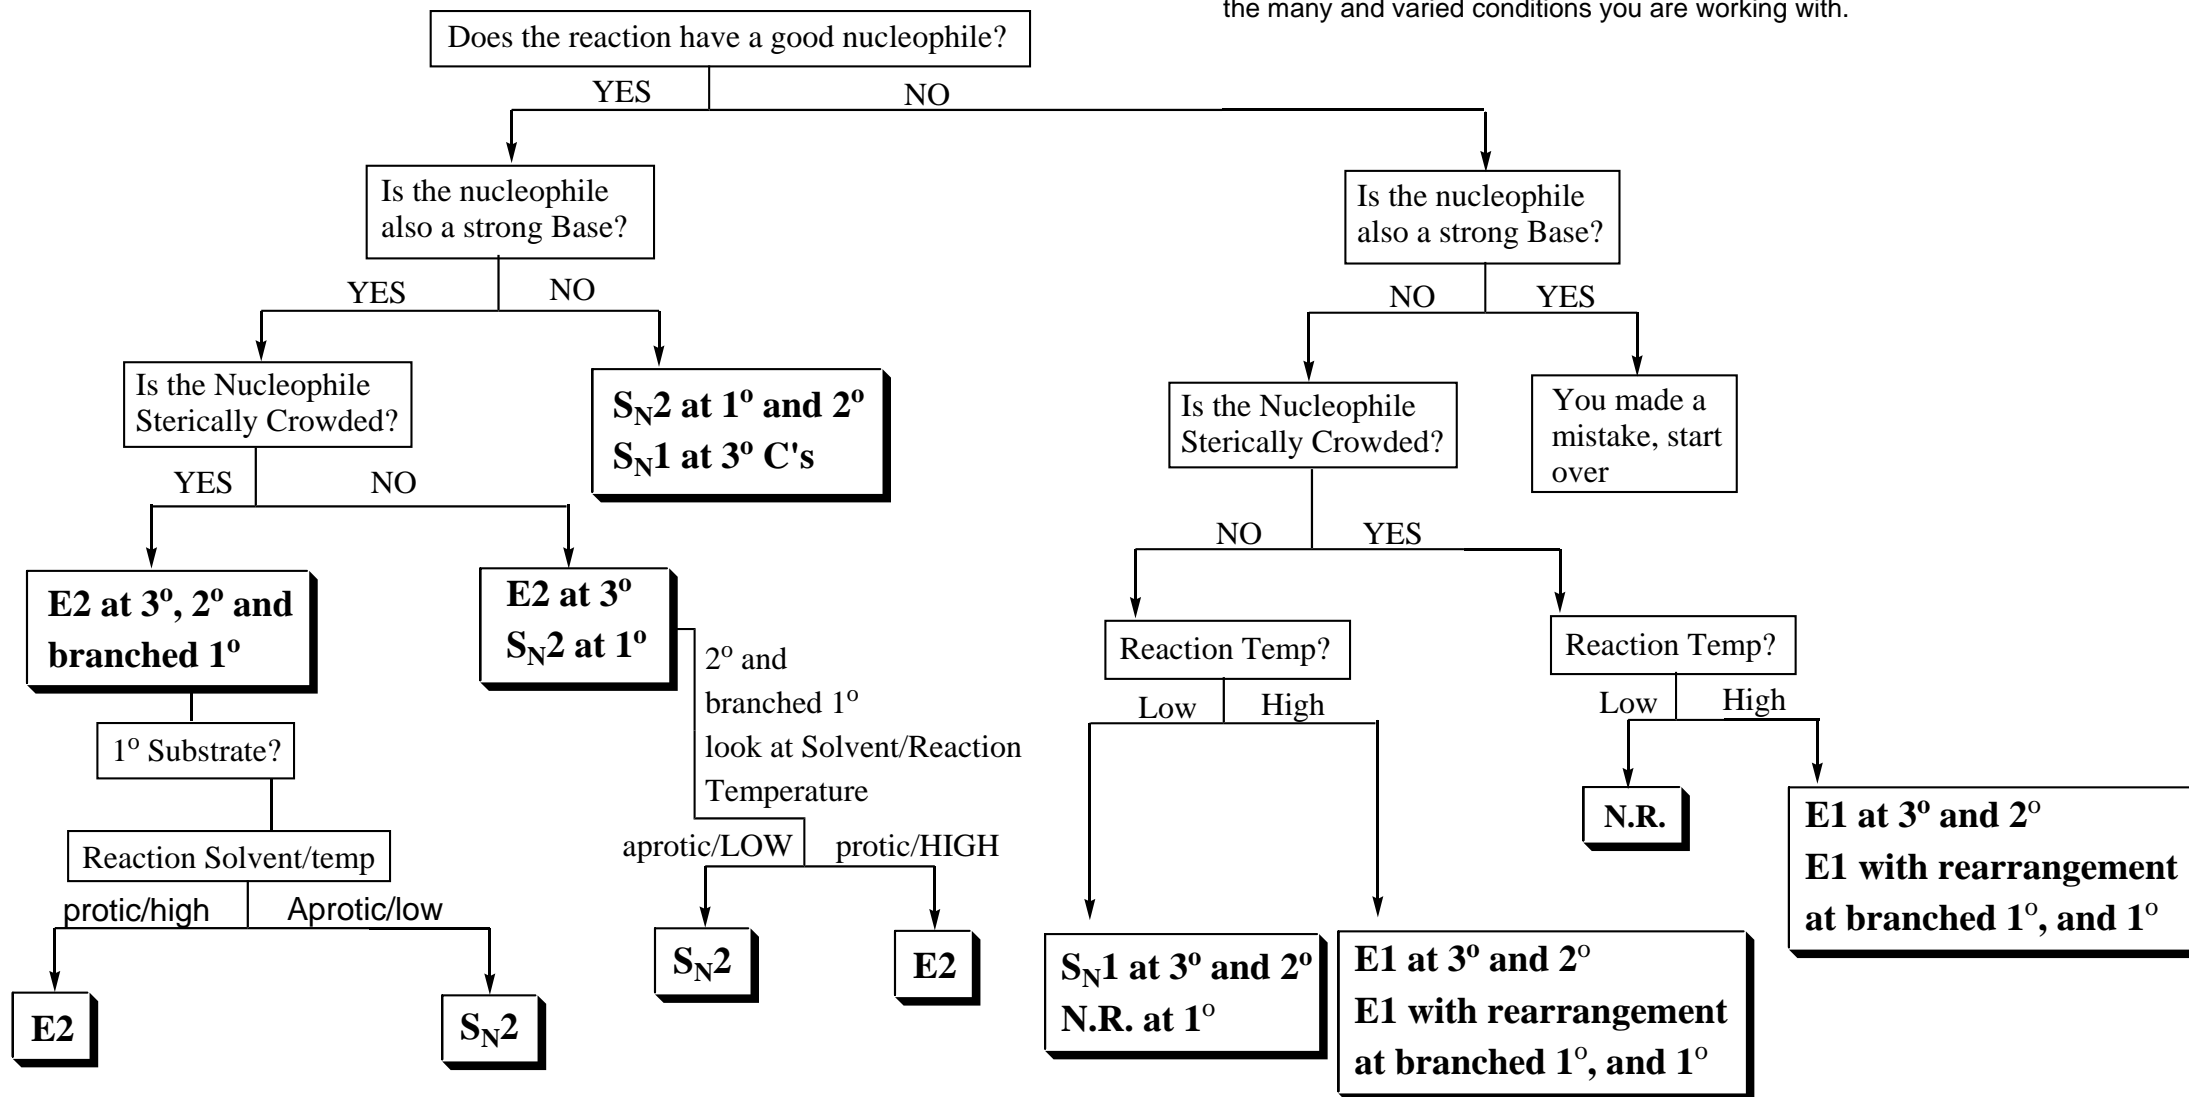 the many and varied conditions you are working with.
Does the reaction have a good nucleophile?
YES
NO
Is the nucleophile
also a strong Base?
Is the nucleophile
also a strong Base?
YES
NO
NO
YES
Is the Nucleophile
Sterically Crowded?
S_N2 at 1º and 2º
S_N1 at 3º C's
Is the Nucleophile
Sterically Crowded?
You made a
mistake, start
over
YES
NO
NO
YES
E2 at 3º, 2º and
branched 1º
E2 at 3º
S_N2 at 1º
2º and
branched 1º
look at Solvent/Reaction
Temperature
Reaction Temp?
Reaction Temp?
Low
High
Low
High
1º Substrate?
Reaction Solvent/temp
aprotic/LOW
protic/HIGH
N.R.
E1 at 3º and 2º
E1 with rearrangement
at branched 1º, and 1º
protic/high
Aprotic/low
S_N2
E2
S_N1 at 3º and 2º
N.R. at 1º
E1 at 3º and 2º
E1 with rearrangement
at branched 1º, and 1º
E2
S_N2